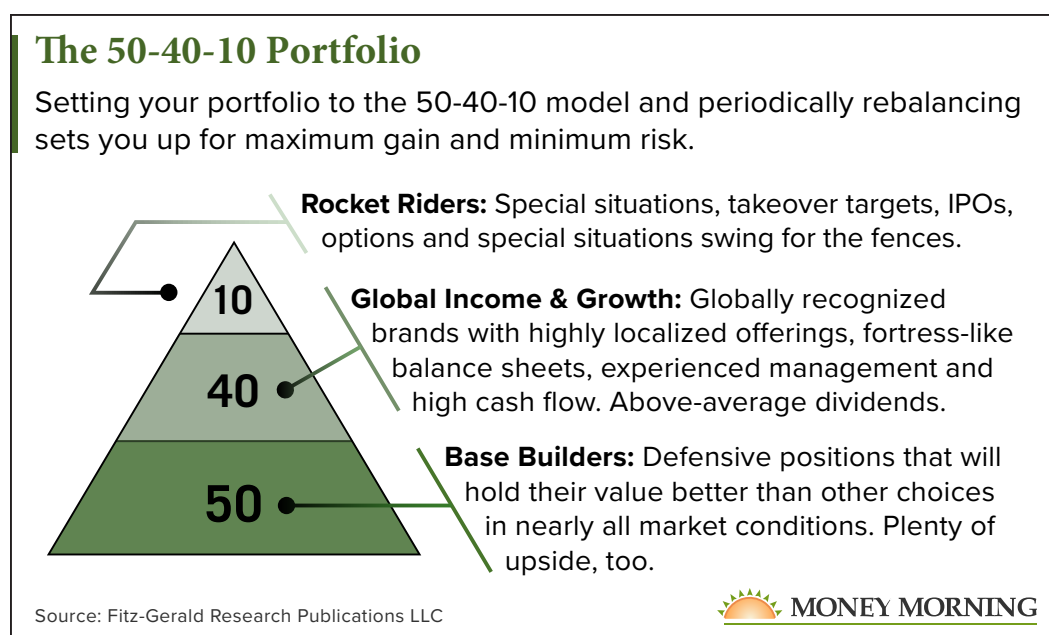 The 50-40-10 Portfolio
Setting your portfolio to the 50-40-10 model and periodically rebalancing
sets you up for maximum gain and minimum risk.
Rocket Riders: Special situations, takeover targets, IPOs,
options and special situations swing for the fences.
10
Global Income & Growth: Globally recognized
brands with highly localized offerings, fortress-like
balance sheets, experienced management and
high cash flow. Above-average dividends.
40
Base Builders: Defensive positions that will
hold their value better than other choices
in nearly all market conditions. Plenty of
upside, too.
50
Source: Fitz-Gerald Research Publications LLC
MONEY MORNING